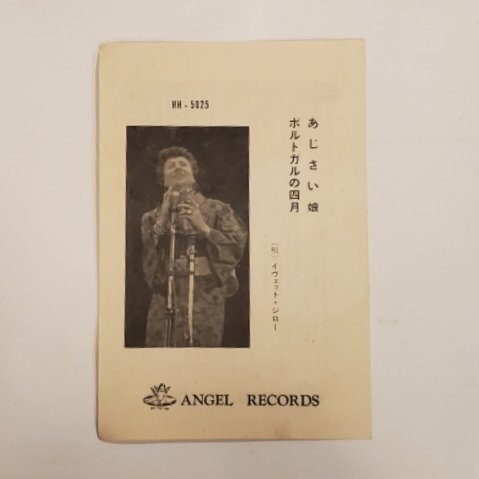 HH - 5025
あじさい娘
ポルトガルの四月
(唄) イヴェット・ジロー
ANGEL RECORDS